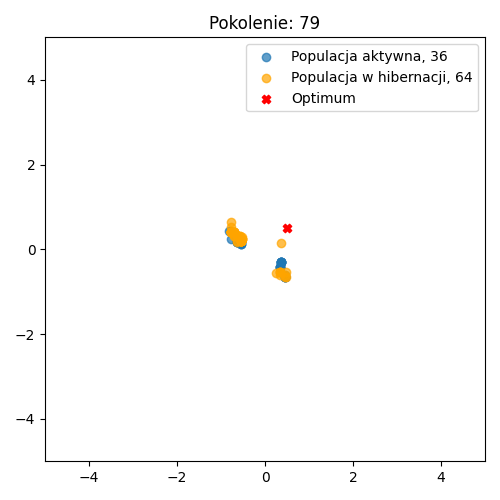 Pokolenie: 79
Populacja aktywna, 36
Populacja w hibernacji, 64
Optimum
4
2
0
−2
−4
−4
−2
0
2
4